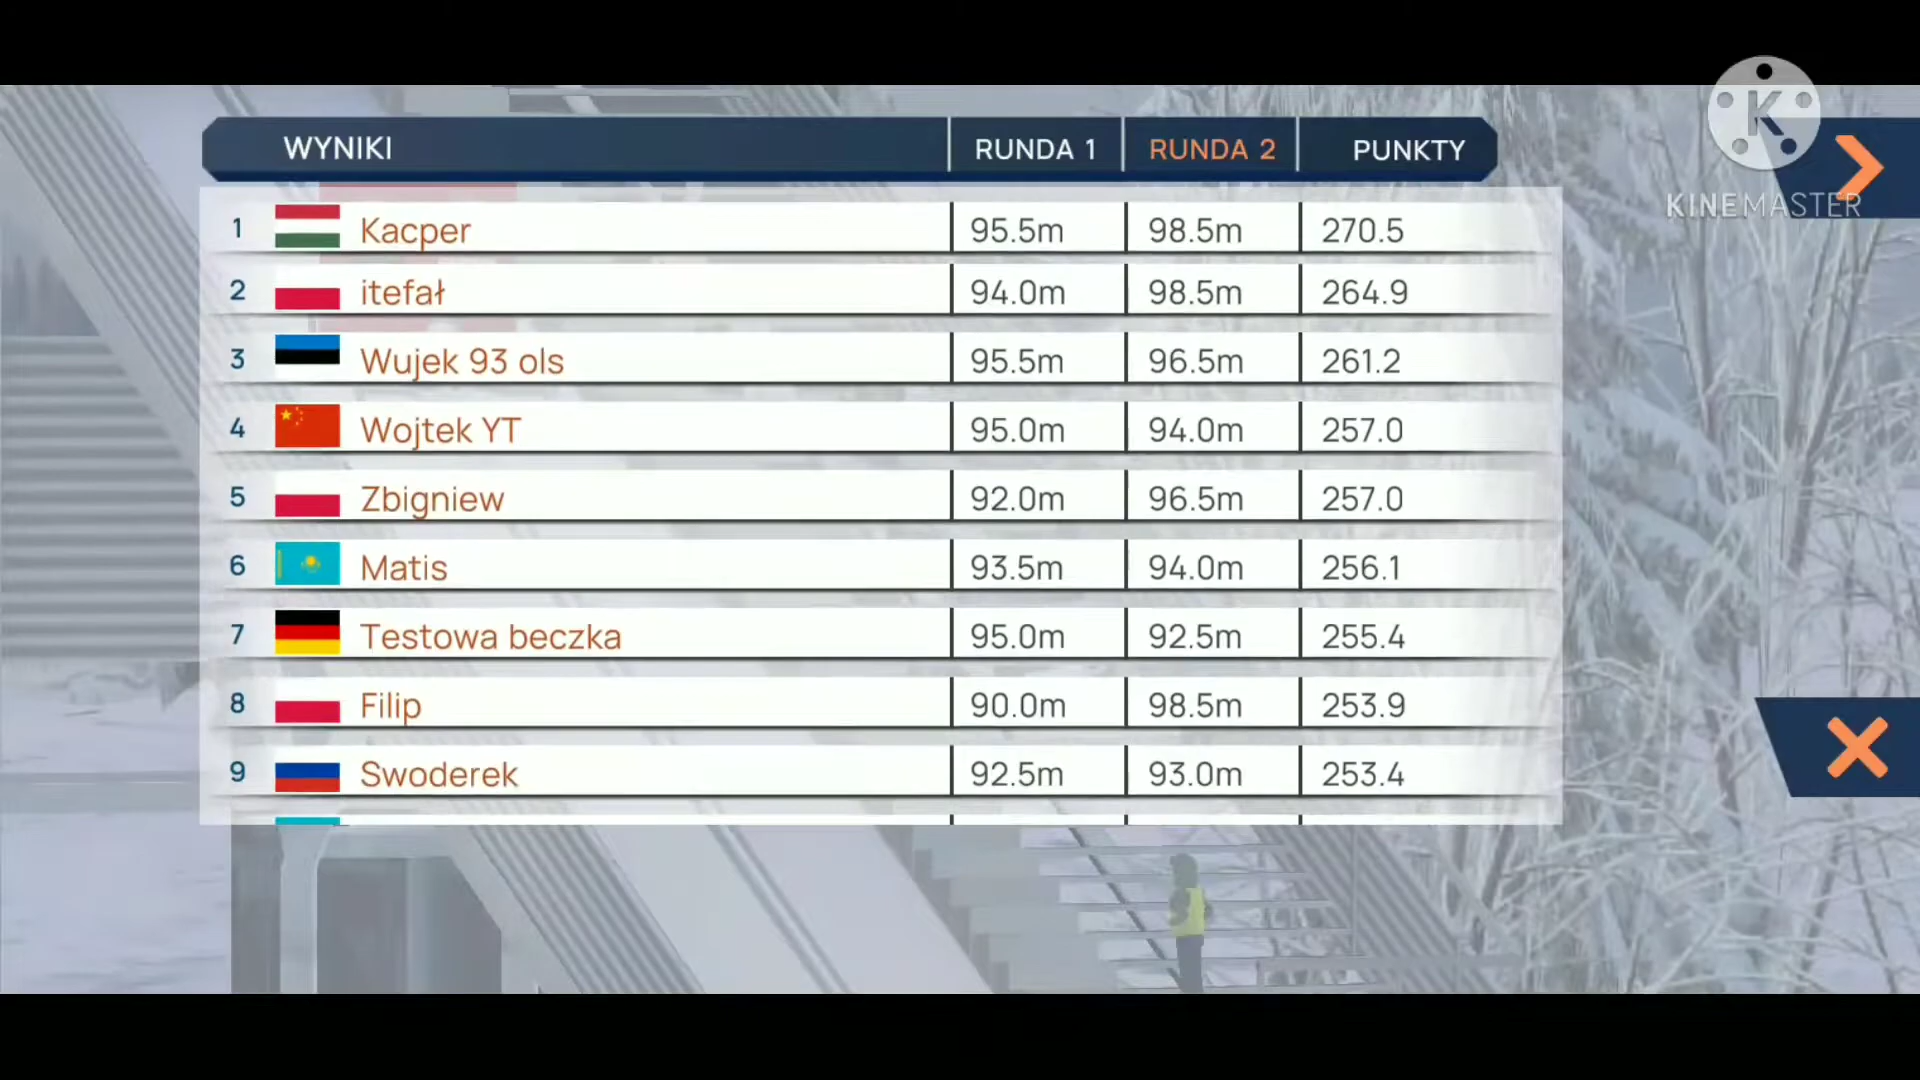 WYNIKI RUNDA 1 RUNDA 2 PUNKTY
1 Kacper 95.5m 98.5m 270.5
2 itefał 94.0m 98.5m 264.9
3 Wujek 93 ols 95.5m 96.5m 261.2
4 Wojtek YT 95.0m 94.0m 257.0
5 Zbigniew 92.0m 96.5m 257.0
6 Matis 93.5m 94.0m 256.1
7 Testowa beczka 95.0m 92.5m 255.4
8 Filip 90.0m 98.5m 253.9
9 Swoderek 92.5m 93.0m 253.4
K
KINEMASTER